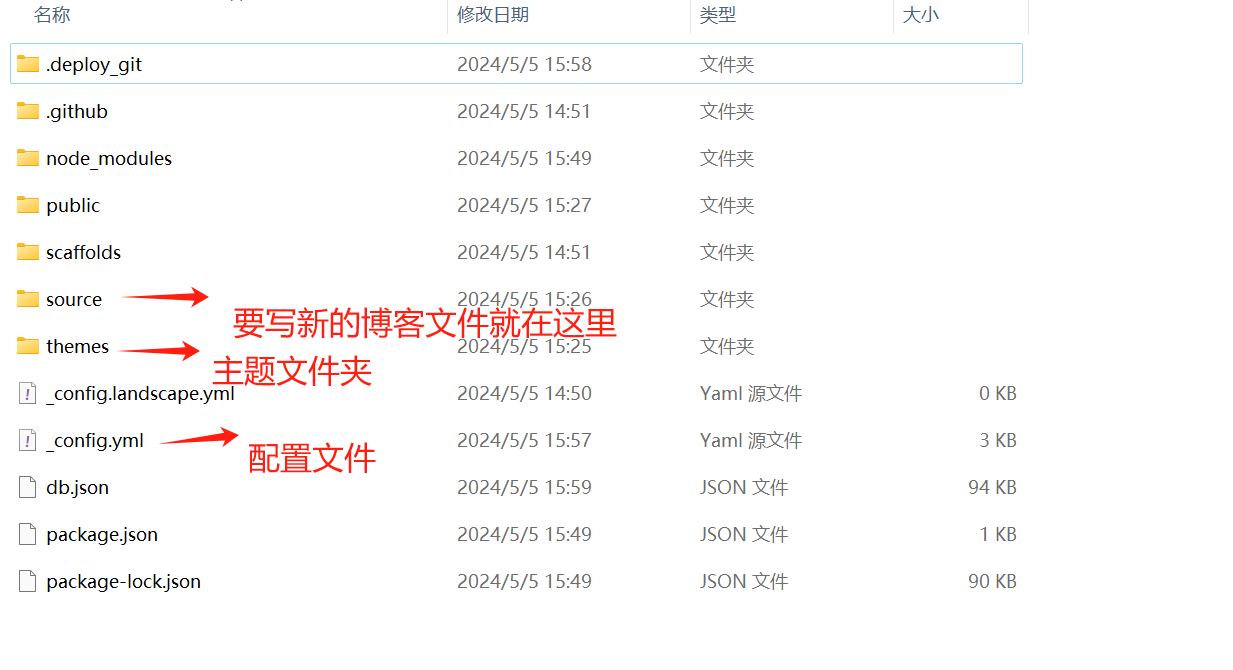 名称 修改日期 类型 大小
.deploy_git 2024/5/5 15:58 文件夹
.github 2024/5/5 14:51 文件夹
node_modules 2024/5/5 15:49 文件夹
public 2024/5/5 15:27 文件夹
scaffolds 2024/5/5 14:51 文件夹
source 2024/5/5 15:26 文件夹
要写新的博客文件就在这里
themes 2024/5/5 15:25 文件夹
主题文件夹
_config.landscape.yml 2024/5/5 14:50 Yaml 源文件 0 KB
_config.yml 2024/5/5 15:57 Yaml 源文件 3 KB
配置文件
db.json 2024/5/5 15:59 JSON 文件 94 KB
package.json 2024/5/5 15:49 JSON 文件 1 KB
package-lock.json 2024/5/5 15:49 JSON 文件 90 KB